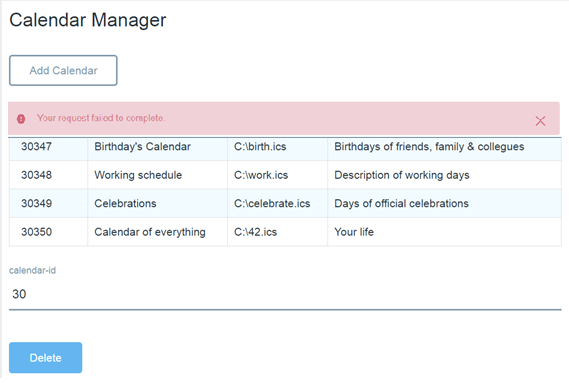 Calendar Manager
Add Calendar
Your request failed to complete.
30347 Birthday's Calendar C:\birth.ics Birthdays of friends, family & collegues
30348 Working schedule C:\work.ics Description of working days
30349 Celebrations C:\celebrate.ics Days of official celebrations
30350 Calendar of everything C:\42.ics Your life
calendar-id
30
Delete